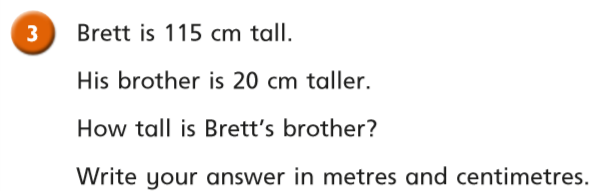 3 Brett is 115 cm tall.
His brother is 20 cm taller.
How tall is Brett's brother?
Write your answer in metres and centimetres.